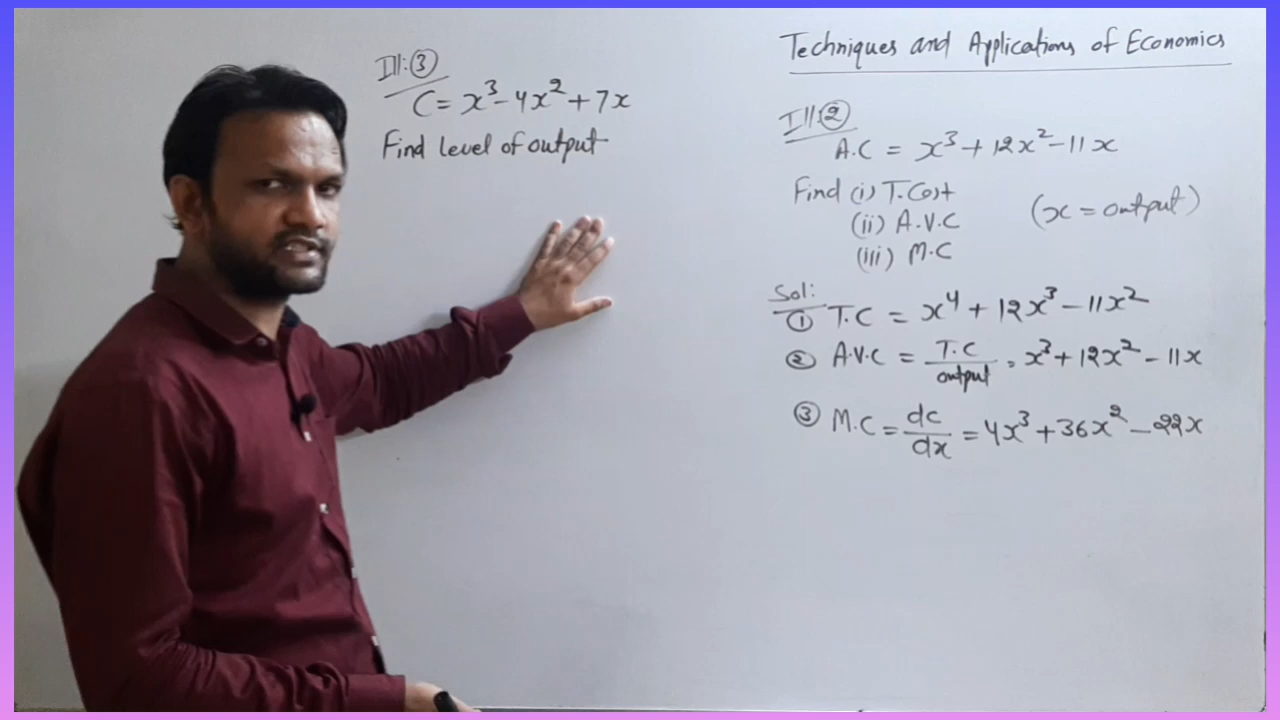 Techniques and Applications of Economics
Ill: ③
C = x³ - 4x² + 7x
Find level of output
Ill: ②
A.C = x³ + 12x² - 11x
Find (i) T.Cost
(ii) A.V.C
(iii) M.C
(x = output)
Sol:
① T.C = x⁴ + 12x³ - 11x²
② A.V.C = T.C / output = x³ + 12x² - 11x
③ M.C = dc / dx = 4x³ + 36x² - 22x